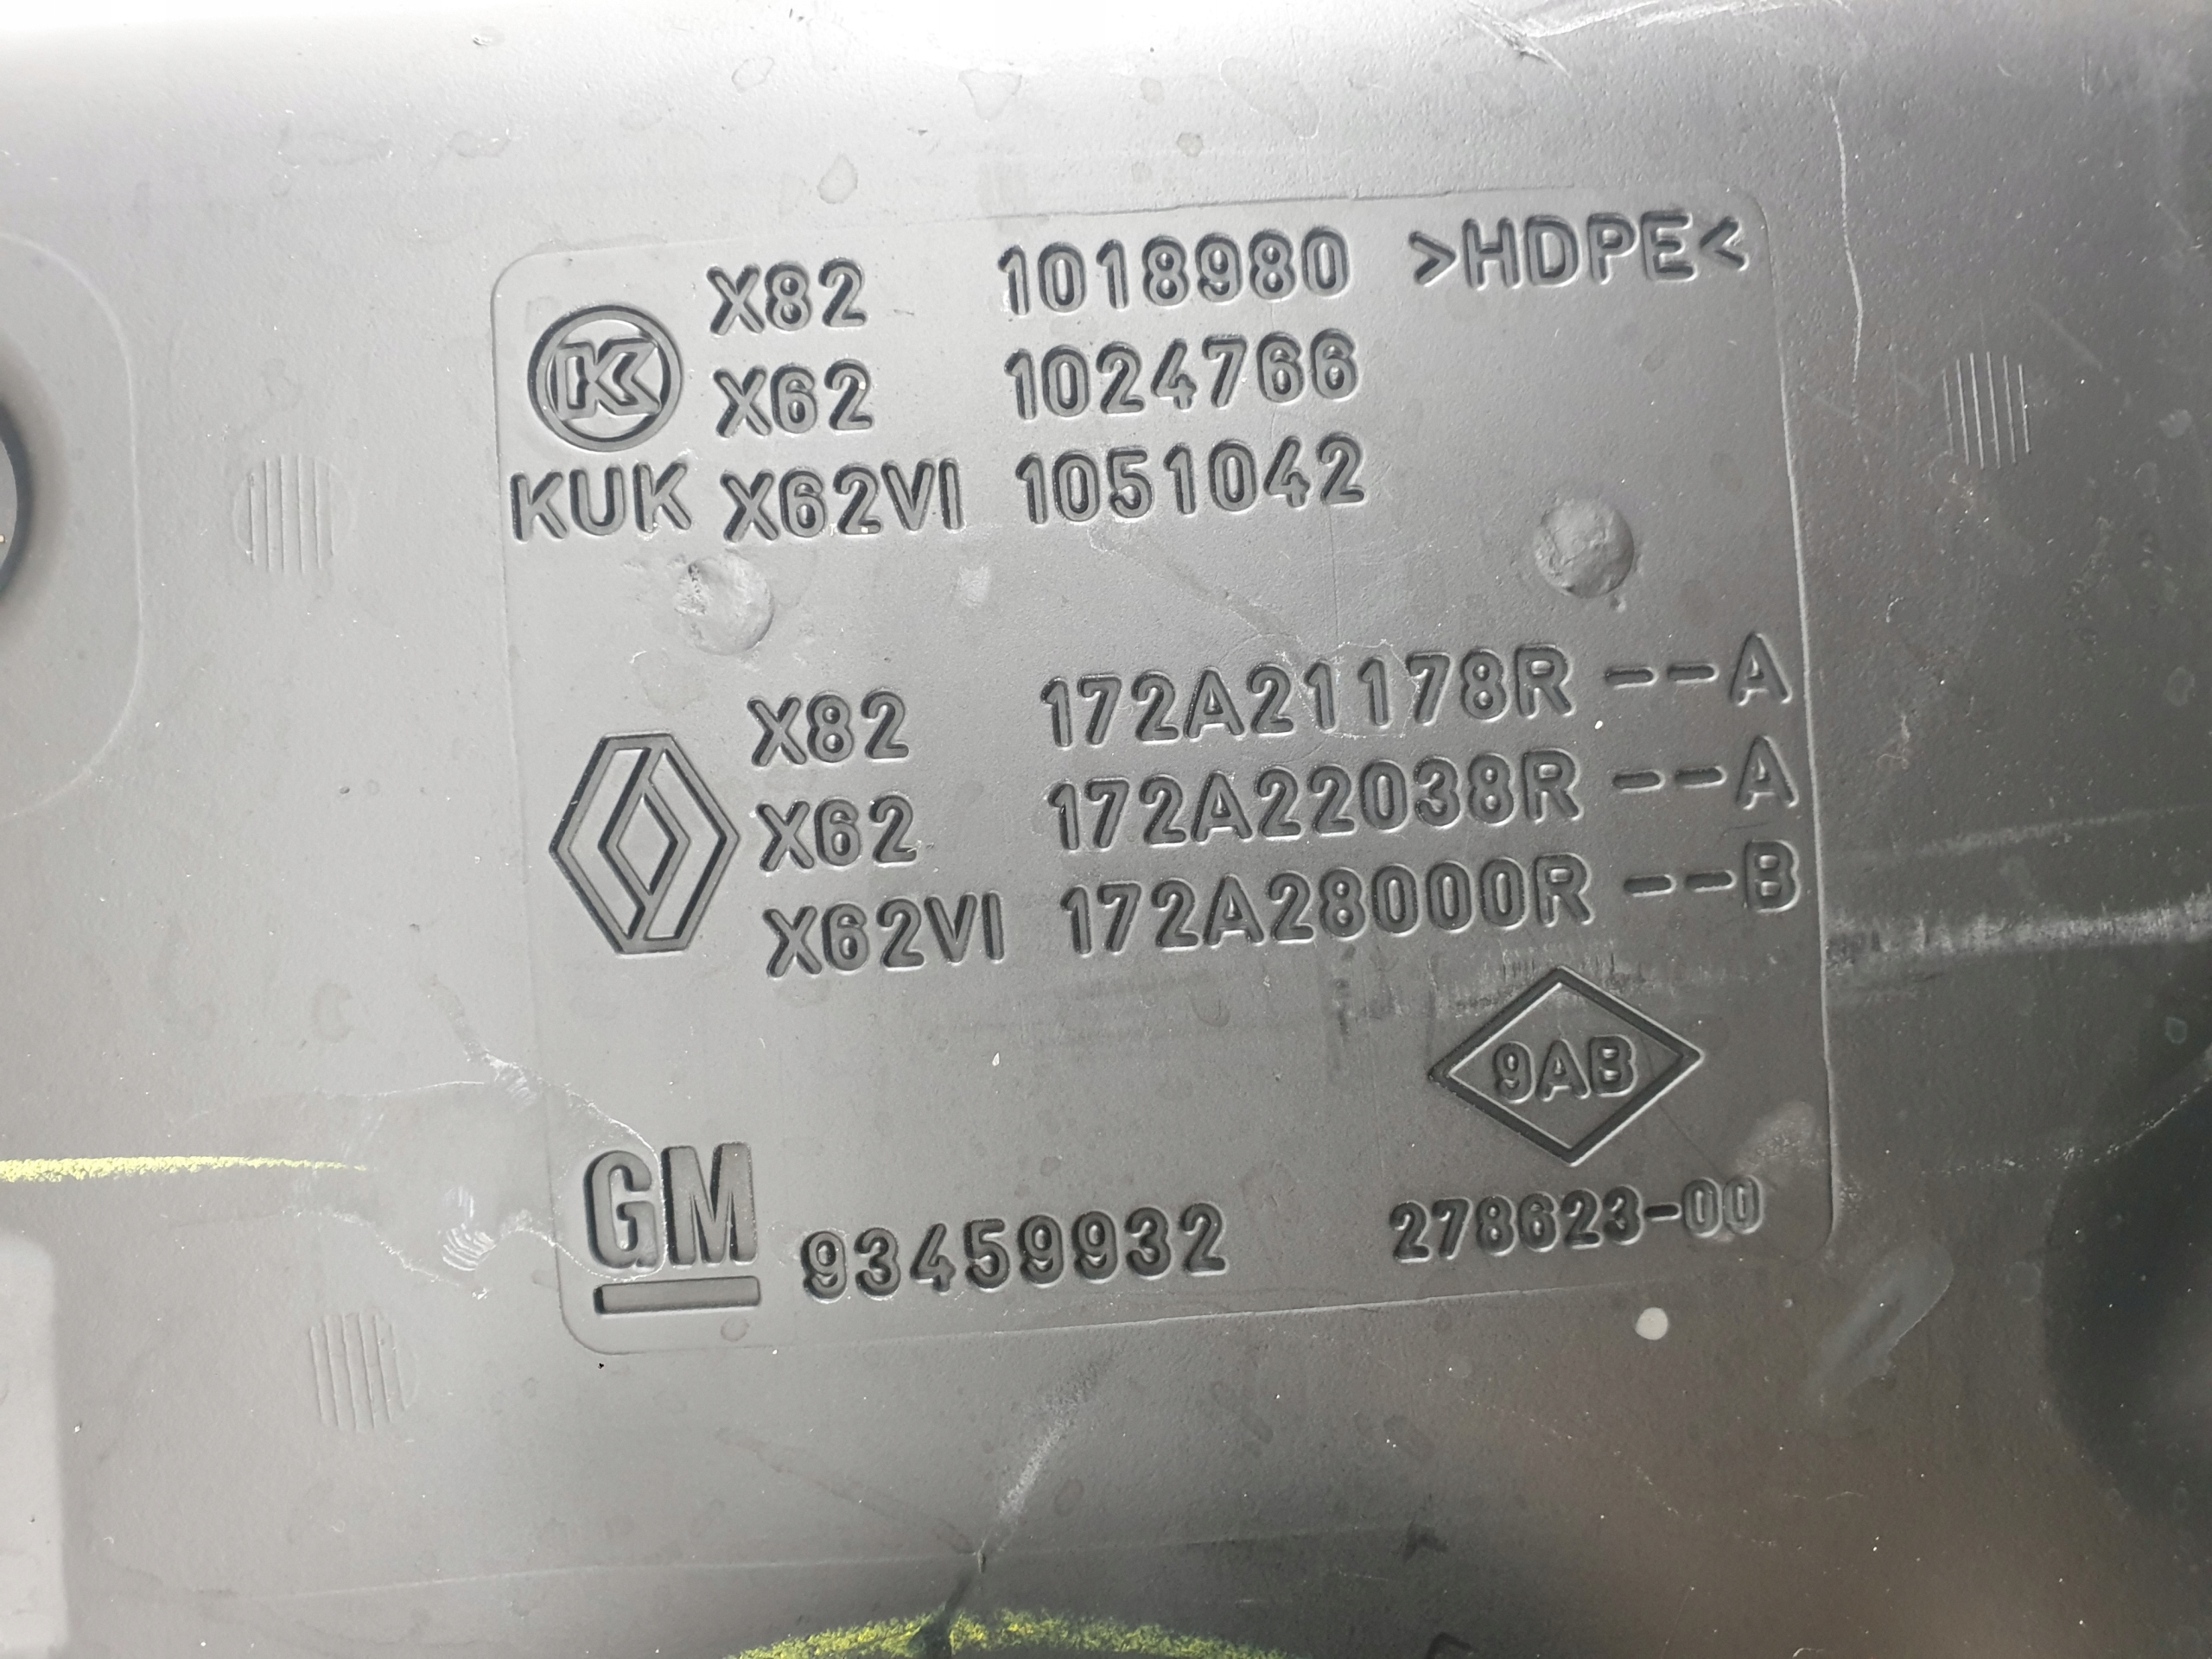 X82 1018980 >HDPE<
K X62 1024766
KUK X62VI 1051042
X82 172A21178R --A
X62 172A22038R --A
X62VI 172A28000R --B
9AB
GM 93459932 278623-00